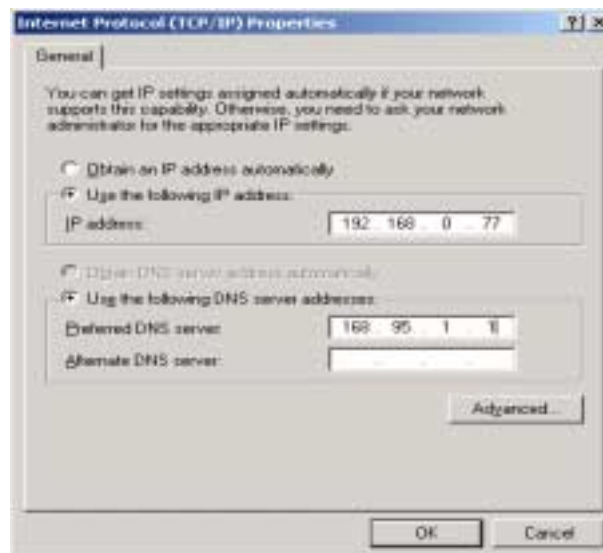 Internet Protocol (TCP/IP) Properties
General
You can get IP settings assigned automatically if your network
supports this capability. Otherwise, you need to ask your network
administrator for the appropriate IP settings.
Obtain an IP address automatically
Use the following IP address:
IP address: 192 . 168 . 0 . 77
Obtain DNS server address automatically
Use the following DNS server addresses:
Preferred DNS server: 168 . 95 . 1 . 1
Alternate DNS server: . . .
Advanced...
OK Cancel